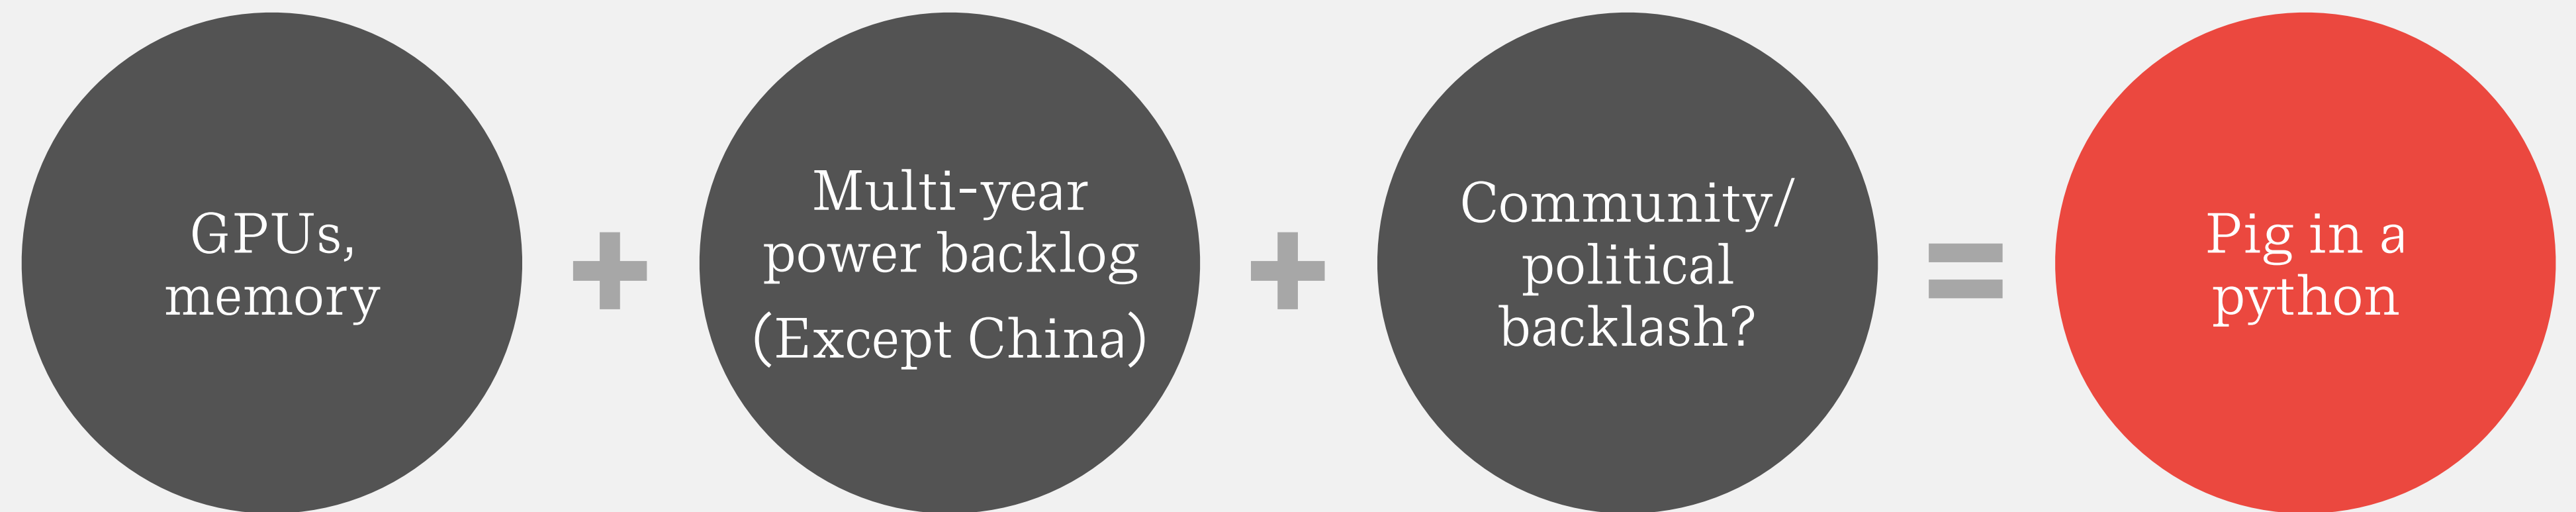 GPUs,
memory
+
Multi-year
power backlog
(Except China)
+
Community/
political
backlash?
=
Pig in a
python